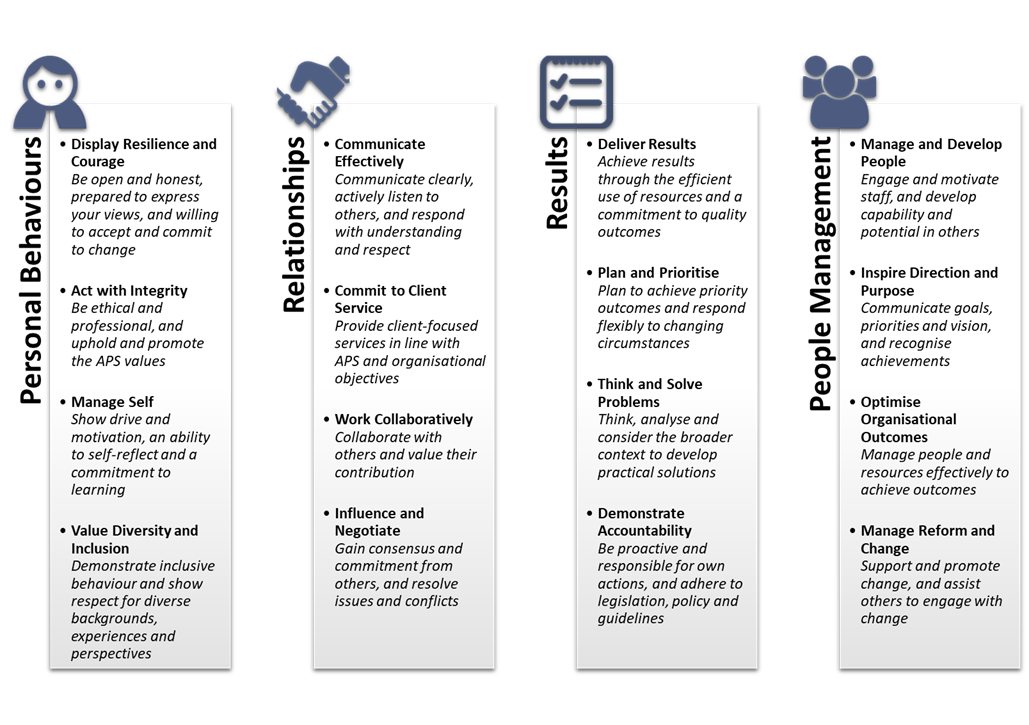 Personal Behaviours
• Display Resilience and
Courage
Be open and honest,
prepared to express
your views, and willing
to accept and commit
to change
• Act with Integrity
Be ethical and
professional, and
uphold and promote
the APS values
• Manage Self
Show drive and
motivation, an ability
to self-reflect and a
commitment to
learning
• Value Diversity and
Inclusion
Demonstrate inclusive
behaviour and show
respect for diverse
backgrounds,
experiences and
perspectives
Relationships
• Communicate
Effectively
Communicate clearly,
actively listen to
others, and respond
with understanding
and respect
• Commit to Client
Service
Provide client-focused
services in line with
APS and organisational
objectives
• Work Collaboratively
Collaborate with
others and value their
contribution
• Influence and
Negotiate
Gain consensus and
commitment from
others, and resolve
issues and conflicts
Results
• Deliver Results
Achieve results
through the efficient
use of resources and a
commitment to quality
outcomes
• Plan and Prioritise
Plan to achieve priority
outcomes and respond
flexibly to changing
circumstances
• Think and Solve
Problems
Think, analyse and
consider the broader
context to develop
practical solutions
• Demonstrate
Accountability
Be proactive and
responsible for own
actions, and adhere to
legislation, policy and
guidelines
People Management
• Manage and Develop
People
Engage and motivate
staff, and develop
capability and
potential in others
• Inspire Direction and
Purpose
Communicate goals,
priorities and vision,
and recognise
achievements
• Optimise
Organisational
Outcomes
Manage people and
resources effectively to
achieve outcomes
• Manage Reform and
Change
Support and promote
change, and assist
others to engage with
change